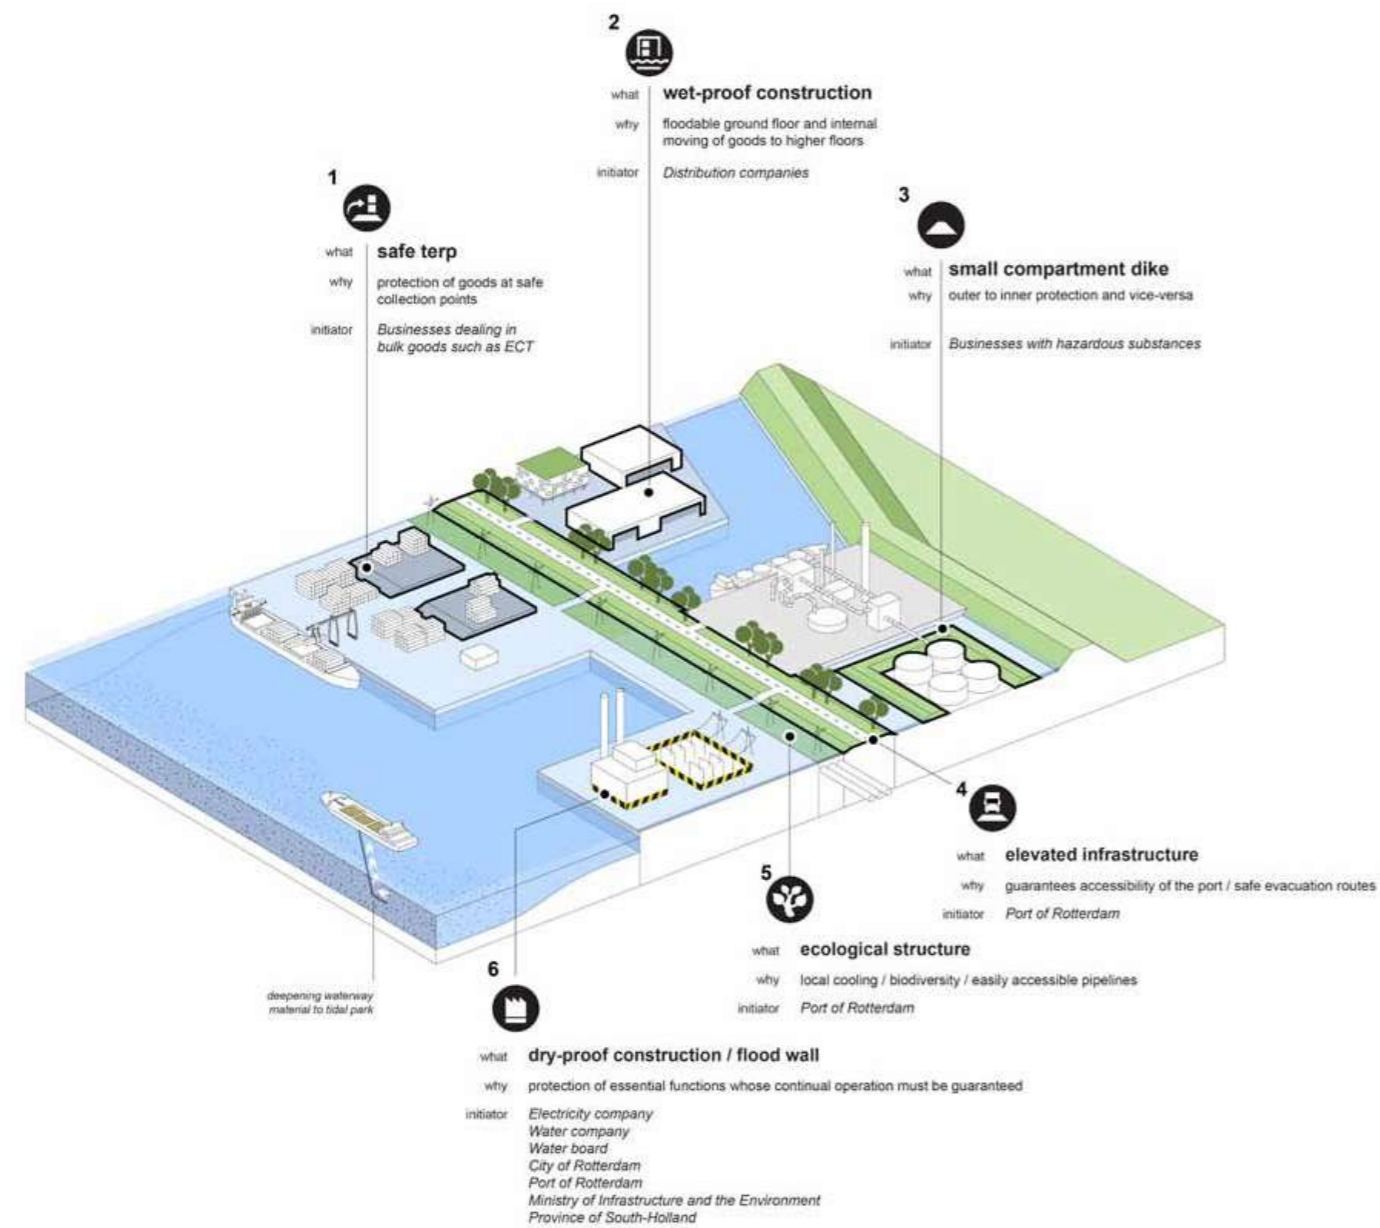 2
what wet-proof construction
why floodable ground floor and internal
moving of goods to higher floors
initiator Distribution companies
1
what safe terp
why protection of goods at safe
collection points
initiator Businesses dealing in
bulk goods such as ECT
3
what small compartment dike
why outer to inner protection and vice-versa
initiator Businesses with hazardous substances
4
what elevated infrastructure
why guarantees accessibility of the port / safe evacuation routes
initiator Port of Rotterdam
5
what ecological structure
why local cooling / biodiversity / easily accessible pipelines
initiator Port of Rotterdam
deepening waterway
material to tidal park
6
what dry-proof construction / flood wall
why protection of essential functions whose continual operation must be guaranteed
initiator Electricity company
Water company
Water board
City of Rotterdam
Port of Rotterdam
Ministry of Infrastructure and the Environment
Province of South-Holland